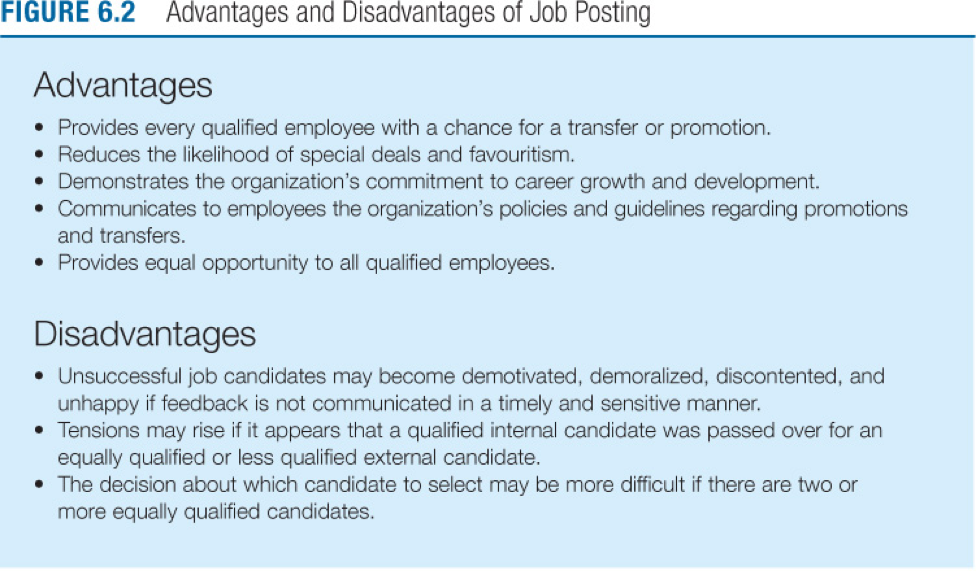 FIGURE 6.2 Advantages and Disadvantages of Job Posting
Advantages
• Provides every qualified employee with a chance for a transfer or promotion.
• Reduces the likelihood of special deals and favouritism.
• Demonstrates the organization's commitment to career growth and development.
• Communicates to employees the organization's policies and guidelines regarding promotions
and transfers.
• Provides equal opportunity to all qualified employees.
Disadvantages
• Unsuccessful job candidates may become demotivated, demoralized, discontented, and
unhappy if feedback is not communicated in a timely and sensitive manner.
• Tensions may rise if it appears that a qualified internal candidate was passed over for an
equally qualified or less qualified external candidate.
• The decision about which candidate to select may be more difficult if there are two or
more equally qualified candidates.